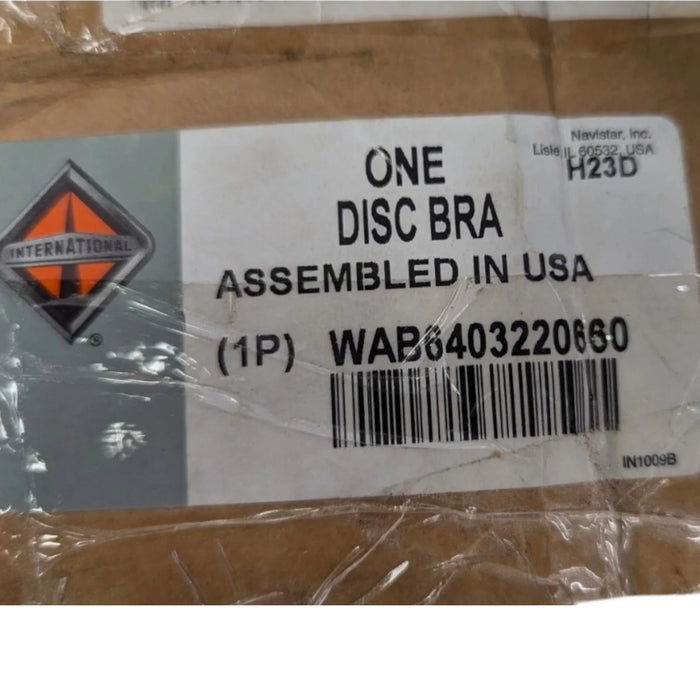 Navistar, Inc.
Lisle, IL 60532, USA
H23D
ONE
DISC BRA
ASSEMBLED IN USA
INTERNATIONAL
®
(1P) WAB6403220660
IN1009B